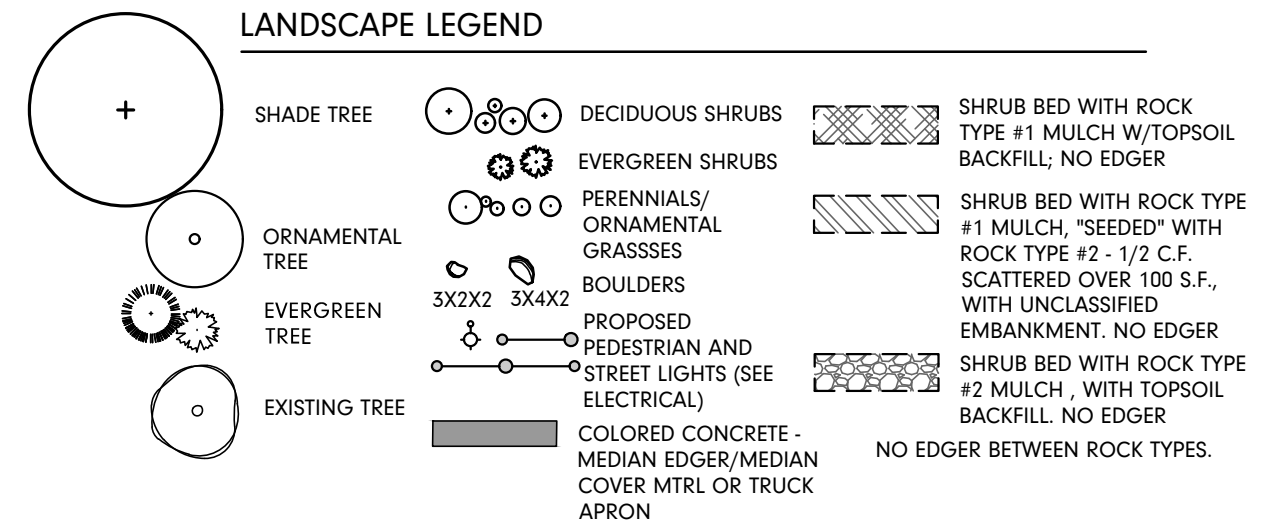 LANDSCAPE LEGEND
SHADE TREE
ORNAMENTAL
TREE
EVERGREEN
TREE
EXISTING TREE
DECIDUOUS SHRUBS
EVERGREEN SHRUBS
PERENNIALS/
ORNAMENTAL
GRASSSES
BOULDERS
3X2X2 3X4X2
PROPOSED
PEDESTRIAN AND
STREET LIGHTS (SEE
ELECTRICAL)
COLORED CONCRETE -
MEDIAN EDGER/MEDIAN
COVER MTRL OR TRUCK
APRON
SHRUB BED WITH ROCK
TYPE #1 MULCH W/TOPSOIL
BACKFILL; NO EDGER
SHRUB BED WITH ROCK TYPE
#1 MULCH, "SEEDED" WITH
ROCK TYPE #2 - 1/2 C.F.
SCATTERED OVER 100 S.F.,
WITH UNCLASSIFIED
EMBANKMENT. NO EDGER
SHRUB BED WITH ROCK TYPE
#2 MULCH , WITH TOPSOIL
BACKFILL. NO EDGER
NO EDGER BETWEEN ROCK TYPES.